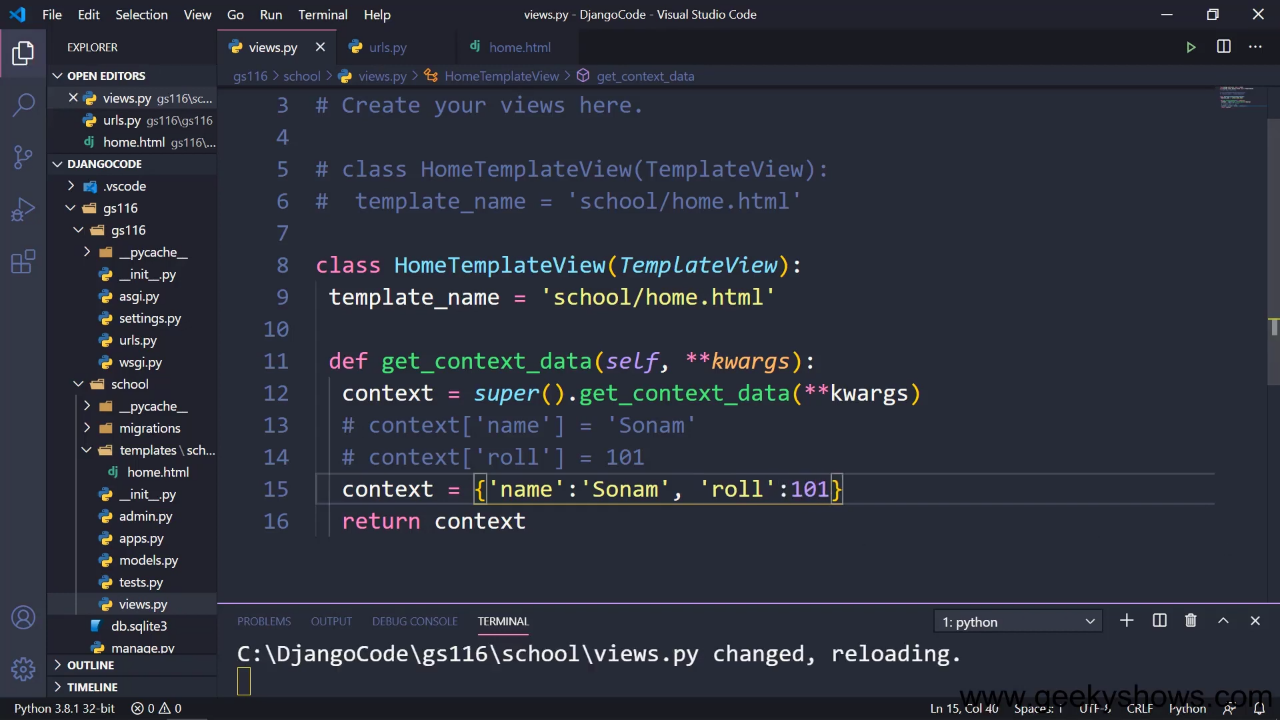 File Edit Selection View Go Run Terminal Help
views.py - DjangoCode - Visual Studio Code
EXPLORER
OPEN EDITORS
views.py gs116\sc...
urls.py gs116\gs116
home.html gs116\...
DJANGOCODE
.vscode
gs116
gs116
__pycache__
__init__.py
asgi.py
settings.py
urls.py
wsgi.py
school
__pycache__
migrations
templates \ sch...
home.html
__init__.py
admin.py
apps.py
models.py
tests.py
views.py
db.sqlite3
manage.py
OUTLINE
TIMELINE
views.py urls.py home.html
gs116 > school > views.py > HomeTemplateView > get_context_data
3 # Create your views here.
4
5 # class HomeTemplateView(TemplateView):
6 #  template_name = 'school/home.html'
7
8 class HomeTemplateView(TemplateView):
9  template_name = 'school/home.html'
10
11  def get_context_data(self, **kwargs):
12   context = super().get_context_data(**kwargs)
13   # context['name'] = 'Sonam'
14   # context['roll'] = 101
15   context = {'name':'Sonam', 'roll':101}
16   return context
PROBLEMS OUTPUT DEBUG CONSOLE TERMINAL
1: python
C:\DjangoCode\gs116\school\views.py changed, reloading.
www.geekyshows.com
Python 3.8.1 32-bit 0 0 Ln 15, Col 40 Spaces: 1 UTF-8 CRLF Python